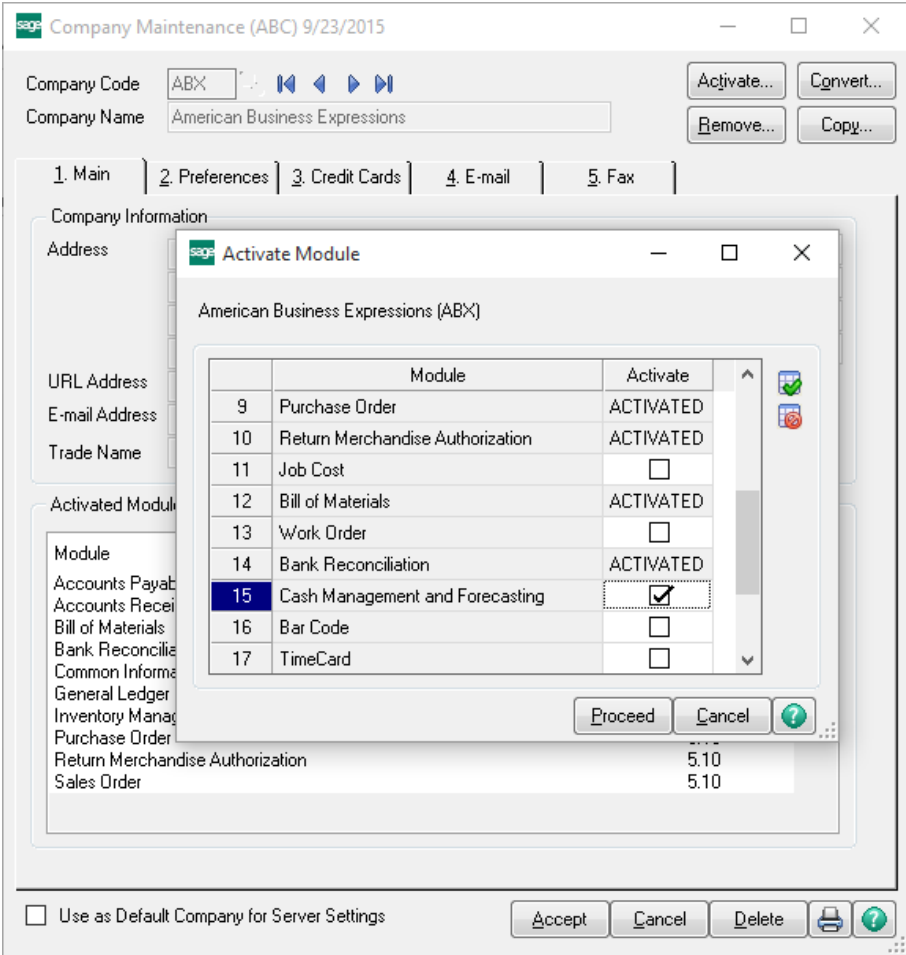 sage Company Maintenance (ABC) 9/23/2015
Company Code ABX
Activate... Convert...
Company Name American Business Expressions
Remove... Copy...
1. Main 2. Preferences 3. Credit Cards 4. E-mail 5. Fax
Company Information
Address
sage Activate Module
American Business Expressions (ABX)
Module Activate
9 Purchase Order ACTIVATED
10 Return Merchandise Authorization ACTIVATED
11 Job Cost
12 Bill of Materials ACTIVATED
13 Work Order
14 Bank Reconciliation ACTIVATED
15 Cash Management and Forecasting
16 Bar Code
17 TimeCard
Proceed Cancel ?
URL Address
E-mail Address
Trade Name
Activated Modul
Module
Accounts Payab
Accounts Recei
Bill of Materials
Bank Reconcilia
Common Informa
General Ledger
Inventory Manag
Purchase Order
Return Merchandise Authorization 5.10
Sales Order 5.10
Use as Default Company for Server Settings
Accept Cancel Delete ?